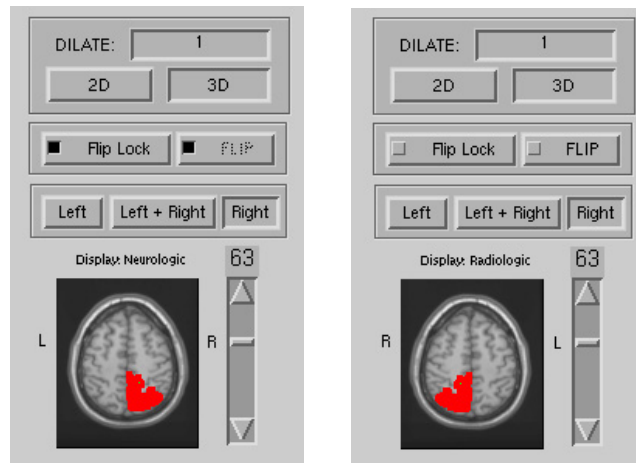 DILATE: 1
2D 3D
Flip Lock FLIP
Left Left + Right Right
Display: Neurologic 63
L R
DILATE: 1
2D 3D
Flip Lock FLIP
Left Left + Right Right
Display: Radiologic 63
R L